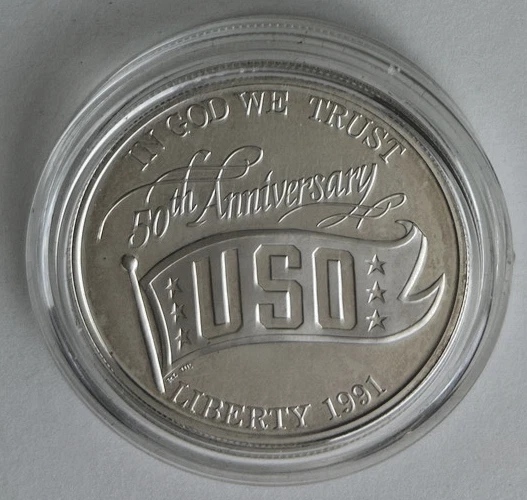 IN GOD WE TRUST
50th Anniversary
USO
LIBERTY 1991